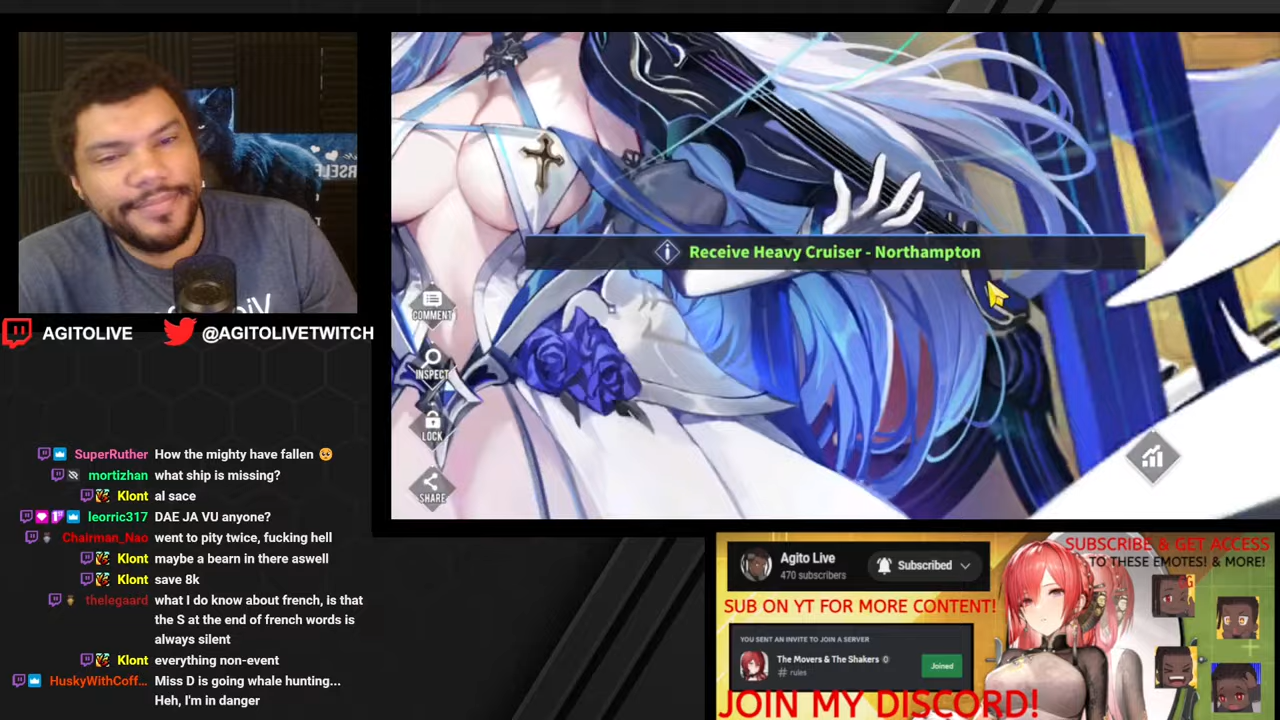 AGITOLIVE
@AGITOLIVETWITCH
Receive Heavy Cruiser - Northampton
COMMENT
INSPECT
LOCK
SHARE
SuperRuther How the mighty have fallen 🥺
mortizhan what ship is missing?
Klont al sace
leorric317 DAE JA VU anyone?
Chairman_Nao went to pity twice, fucking hell
Klont maybe a bearn in there aswell
Klont save 8k
thelegaard what I do know about french, is that
the S at the end of french words is
always silent
Klont everything non-event
HuskyWithCoff... Miss D is going whale hunting...
Heh, I'm in danger
Agito Live
470 subscribers
Subscribed
SUB ON YT FOR MORE CONTENT!
YOU SENT AN INVITE TO JOIN A SERVER
The Movers & The Shakers
# rules
Joined
JOIN MY DISCORD!
SUBSCRIBE & GET ACCESS
TO THESE EMOTES! & MORE!